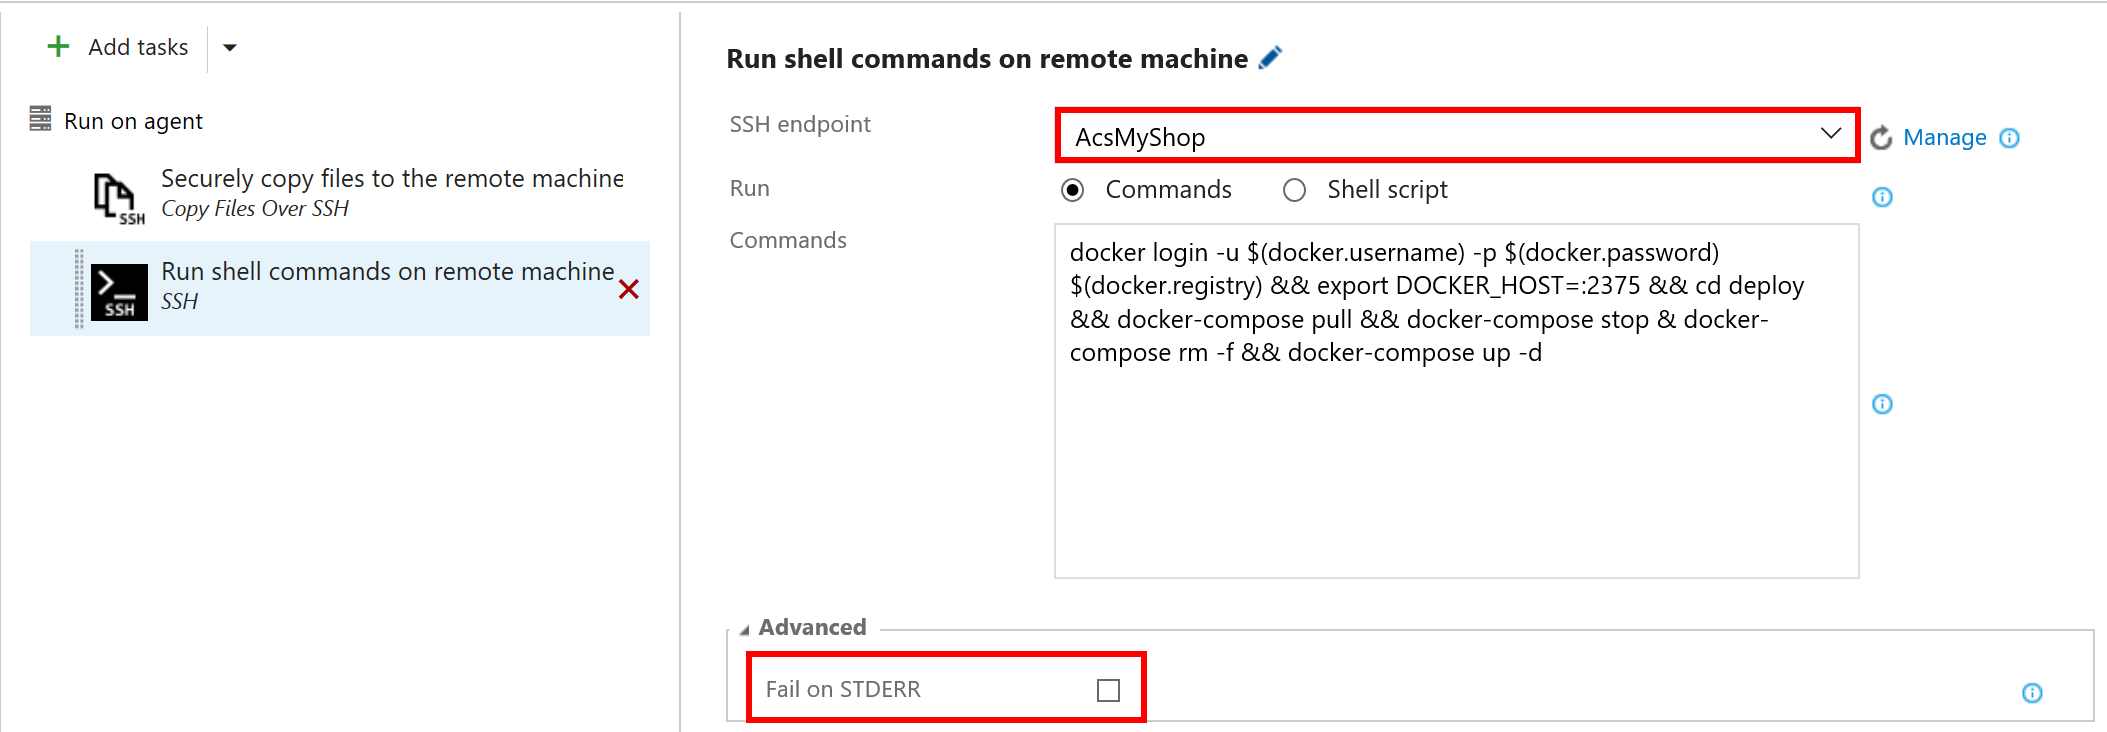 Add tasks
Run on agent
Securely copy files to the remote machine
Copy Files Over SSH
SSH
Run shell commands on remote machine
SSH
SSH
Run shell commands on remote machine
SSH endpoint
AcsMyShop
Manage
Run
Commands
Shell script
Commands
docker login -u $(docker.username) -p $(docker.password)
$(docker.registry) && export DOCKER_HOST=:2375 && cd deploy
&& docker-compose pull && docker-compose stop & docker-
compose rm -f && docker-compose up -d
Advanced
Fail on STDERR